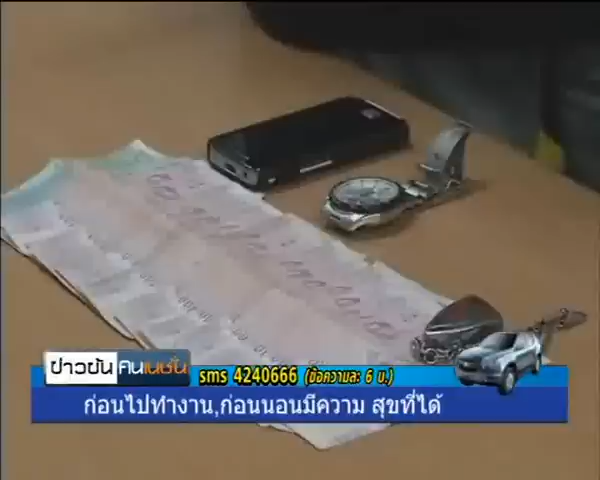 ข่าวข้น คนเนชั่น sms 4240666 (ข้อความละ 6 บ.)
ก่อนไปทำงาน,ก่อนนอนมีความ สุขที่ได้